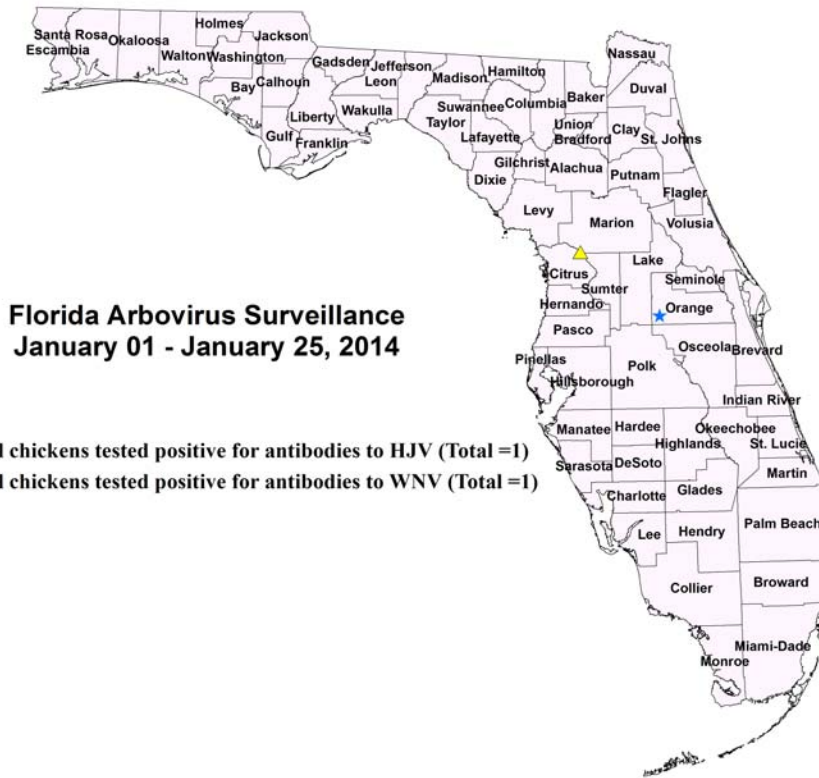 Holmes
Santa Rosa
Okaloosa
Jackson
Escambia
Walton
Washington
Bay
Calhoun
Gadsden
Jefferson
Leon
Madison
Hamilton
Nassau
Baker
Duval
Liberty
Wakulla
Suwannee
Columbia
Taylor
Union
Bradford
Clay
St. Johns
Gulf
Franklin
Lafayette
Gilchrist
Alachua
Putnam
Dixie
Flagler
Levy
Marion
Volusia
Lake
Citrus
Sumter
Seminole
Hernando
Orange
Florida Arbovirus Surveillance
January 01 - January 25, 2014
Pasco
Osceola
Brevard
Pinellas
Hillsborough
Polk
Indian River
Manatee
Hardee
Okeechobee
Highlands
St. Lucie
chickens tested positive for antibodies to HJV (Total =1)
Sarasota
DeSoto
Martin
chickens tested positive for antibodies to WNV (Total =1)
Charlotte
Glades
Lee
Hendry
Palm Beach
Collier
Broward
Miami-Dade
Monroe